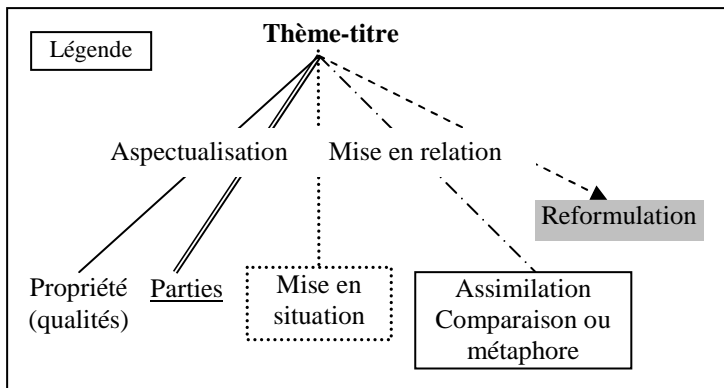 Thème-titre
Légende
Aspectualisation
Mise en relation
Reformulation
Propriété
(qualités)
Parties
Mise en
situation
Assimilation
Comparaison ou
métaphore